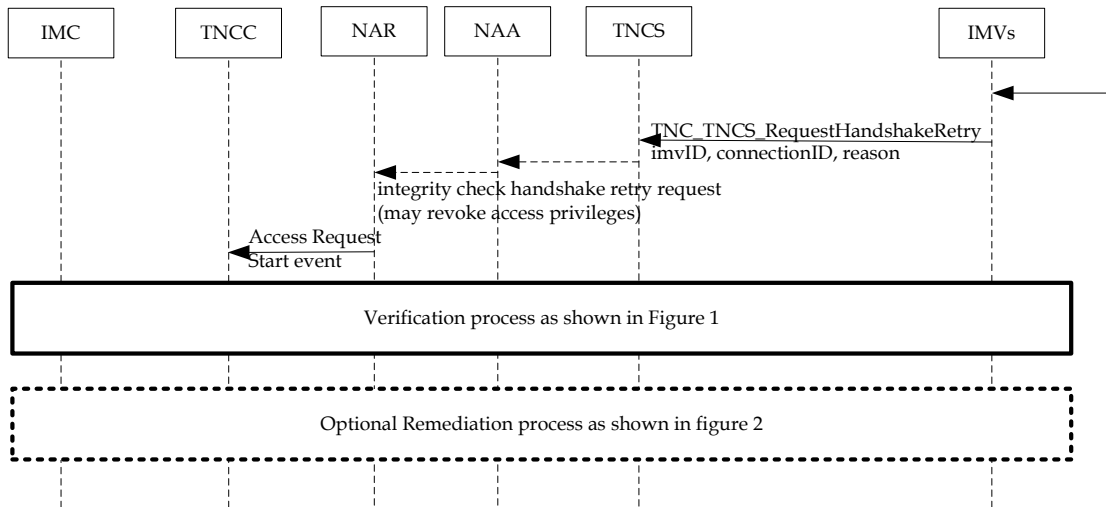 IMC
TNCC
NAR
NAA
TNCS
IMVs
TNC_TNCS_RequestHandshakeRetry
imvID, connectionID, reason
integrity check handshake retry request
(may revoke access privileges)
Access Request
Start event
Verification process as shown in Figure 1
Optional Remediation process as shown in figure 2